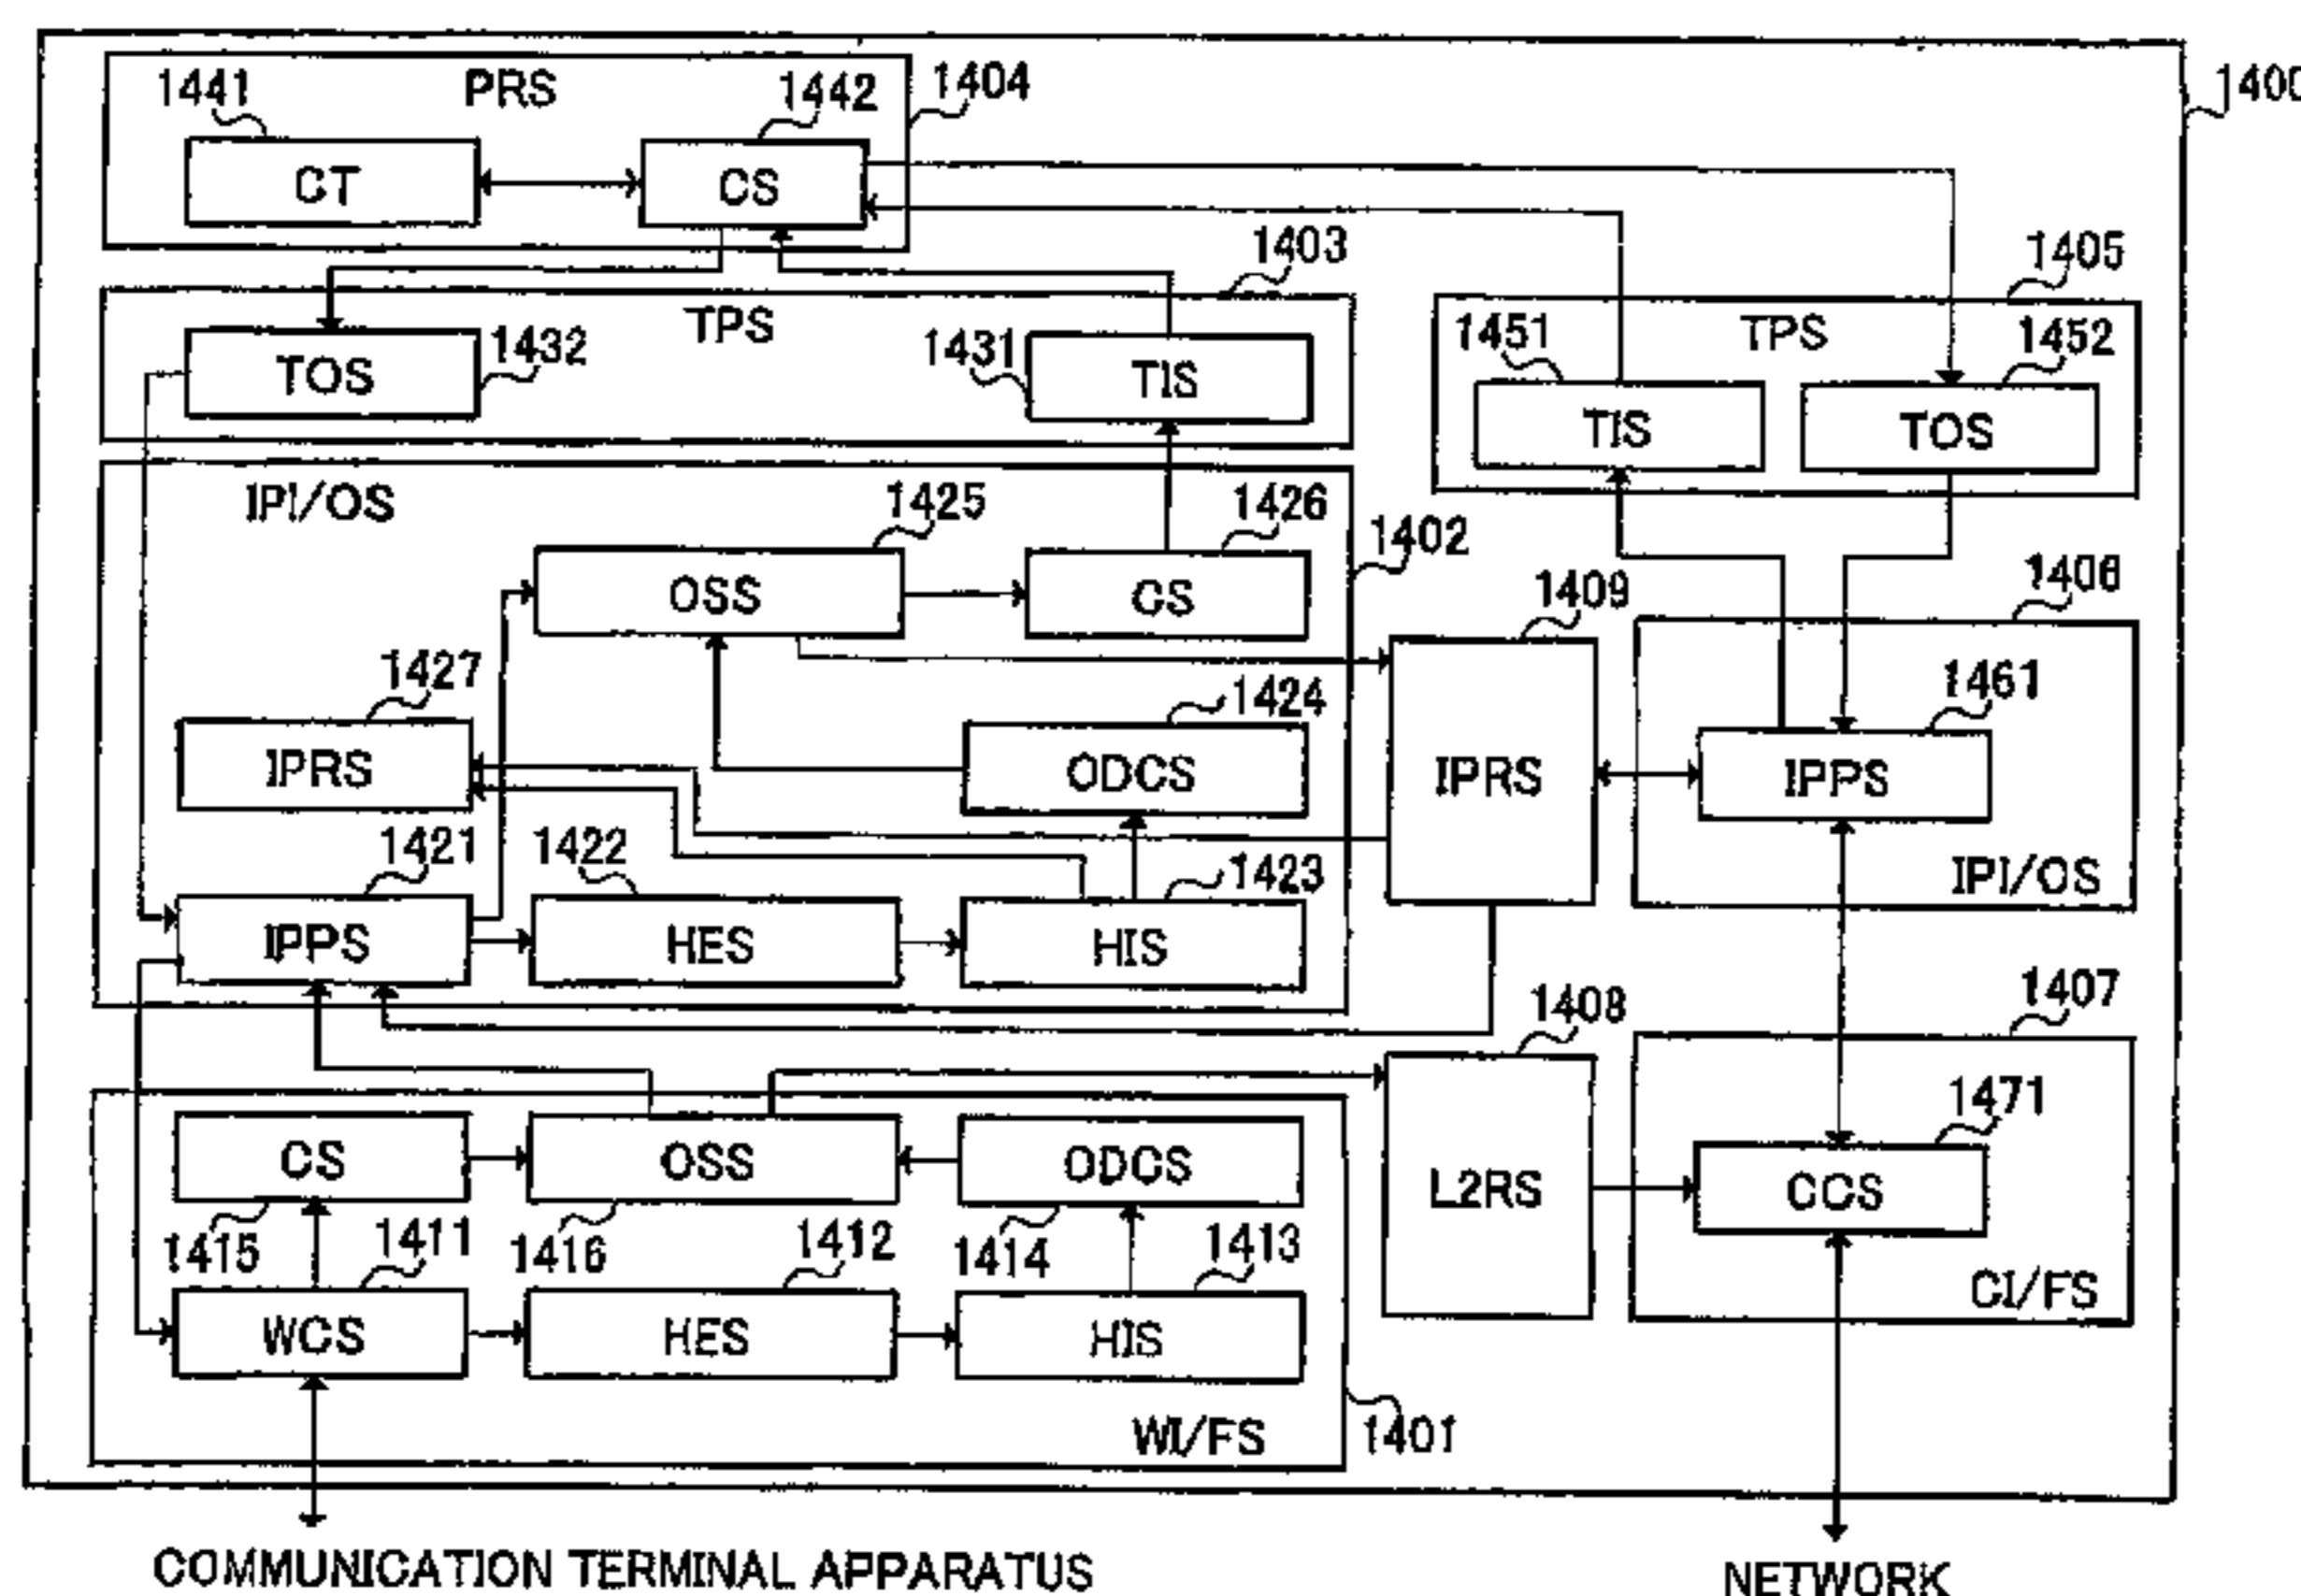 1441
PRS
1442
1404
1400
CT
CS
1403
1405
TPS
1432
1431
TOS
TIS
1451
TPS
1452
TIS
TOS
IPI/OS
1425
1426
1402
OSS
CS
1409
1406
1427
1424
1461
IPRS
ODCS
IPRS
IPPS
1421
1422
1423
IPI/OS
IPPS
HES
HIS
1408
1407
1471
CS
OSS
ODCS
L2RS
CCS
1415
1411
1416
1412
1414
1413
CI/FS
WCS
HES
HIS
WI/FS
1401
COMMUNICATION TERMINAL APPARATUS
NETWORK